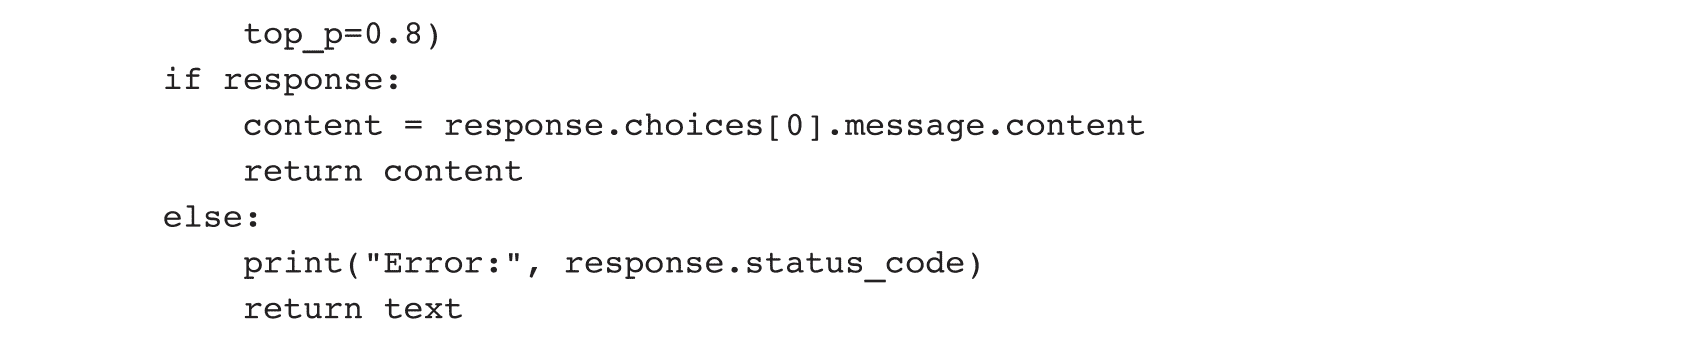 top_p=0.8)
    if response:
        content = response.choices[0].message.content
        return content
    else:
        print("Error:", response.status_code)
        return text